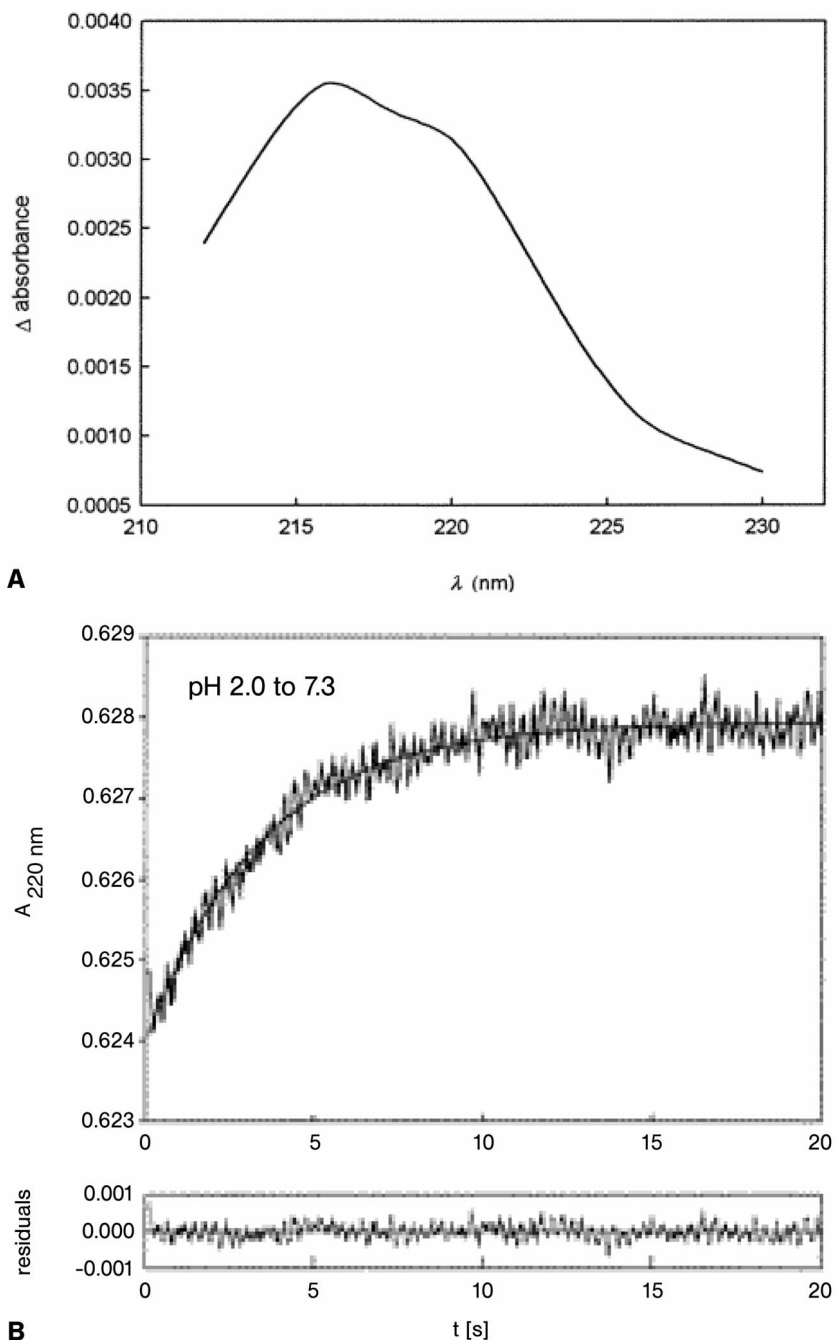 0.0040
0.0035
0.0030
0.0025
0.0020
0.0015
0.0010
0.0005
Δ absorbance
210 215 220 225 230
λ (nm)
A
0.629
0.628
0.627
0.626
0.625
0.624
0.623
A 220 nm
pH 2.0 to 7.3
0 5 10 15 20
0.001
0.000
-0.001
residuals
0 5 10 15 20
t [s]
B